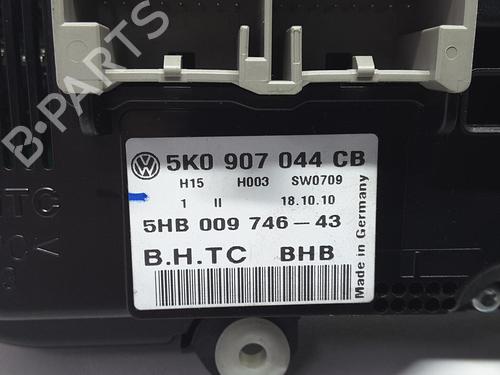 B-PARTS
5K0 907 044 CB
H15 H003 SW0709
1 II 18.10.10
5HB 009 746-43
B.H.TC BHB
Made in Germany